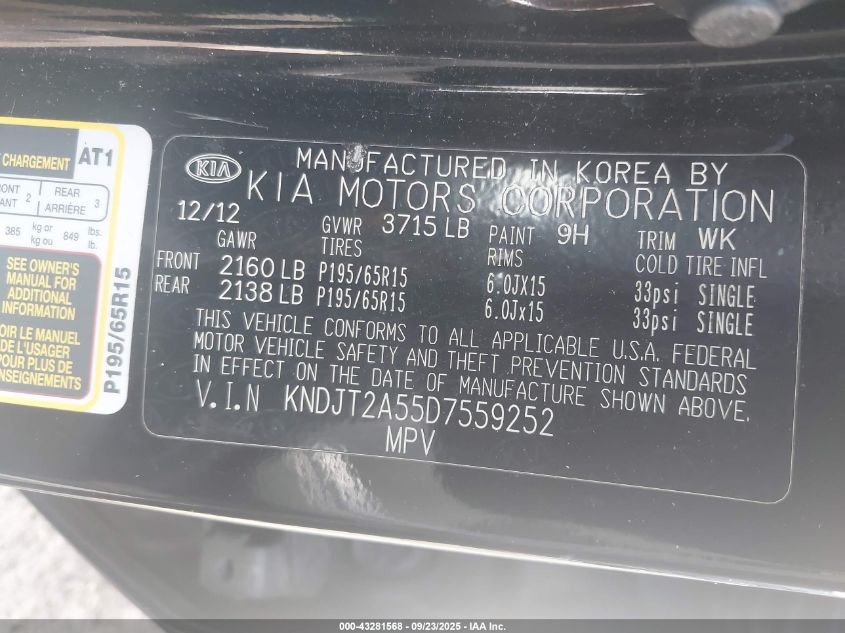 CHARGEMENT AT1
2 REAR 3
ARRIÈRE
385 kg or 849 lbs.
kg ou lb.
SEE OWNER'S
MANUAL FOR
ADDITIONAL
INFORMATION
LE MANUEL
DE L'USAGER
POUR PLUS DE
P195/65R15
KIA MANUFACTURED IN KOREA BY
KIA MOTORS CORPORATION
12/12 GVWR 3715 LB PAINT 9H TRIM WK
GAWR TIRES RIMS COLD TIRE INFL
FRONT 2160 LB P195/65R15 6.0JX15 33psi SINGLE
REAR 2138 LB P195/65R15 6.0Jx15 33psi SINGLE
THIS VEHICLE CONFORMS TO ALL APPLICABLE U.S.A. FEDERAL
MOTOR VEHICLE SAFETY AND THEFT PREVENTION STANDARDS
IN EFFECT ON THE DATE OF MANUFACTURE SHOWN ABOVE.
V.I.N KNDJT2A55D7559252
MPV
000-43281568 - 09/23/2025 - IAA Inc.